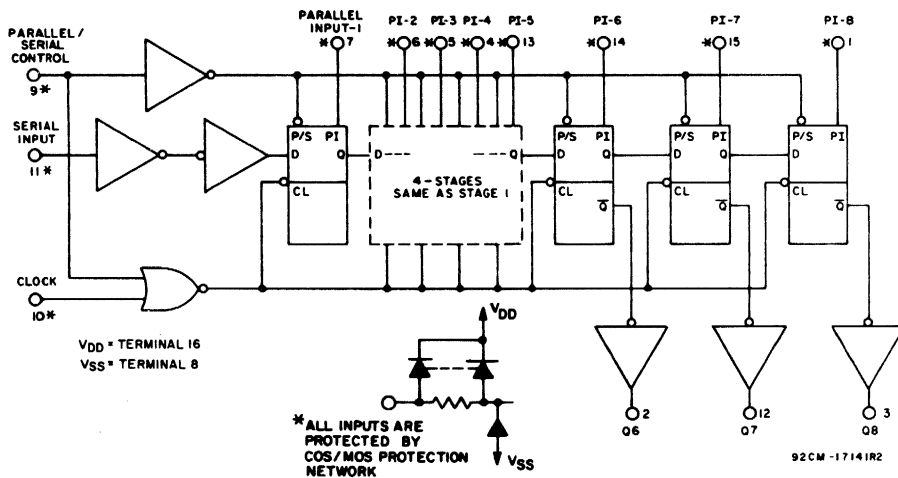 PARALLEL
INPUT-1
*7
PI-2
*6
PI-3
*5
PI-4
*4
PI-5
*13
PI-6
*14
PI-7
*15
PI-8
*1
PARALLEL/
SERIAL
CONTROL
9*
SERIAL
INPUT
11*
P/S PI
D Q
CL
D ---- ---- Q
4-STAGES
SAME AS STAGE 1
P/S PI
D Q
CL
Q̅
P/S PI
D Q
CL
Q̅
P/S PI
D
CL
Q̅
CLOCK
10*
VDD = TERMINAL 16
VSS = TERMINAL 8
VDD
VSS
*ALL INPUTS ARE
PROTECTED BY
COS/MOS PROTECTION
NETWORK
2
Q6
12
Q7
3
Q8
92CM-17141R2